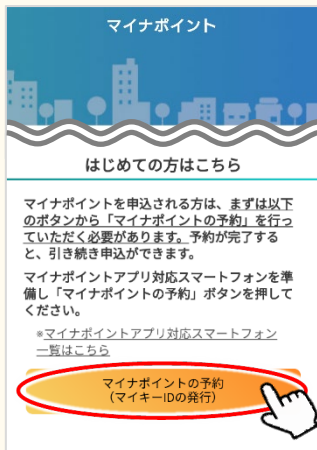 マイナポイント
はじめての方はこちら
マイナポイントを申込される方は、まずは以下
のボタンから「マイナポイントの予約」を行っ
ていただく必要があります。予約が完了する
と、引き続き申込ができます。
マイナポイントアプリ対応スマートフォンを準
備し「マイナポイントの予約」ボタンを押して
ください。
※マイナポイントアプリ対応スマートフォン
一覧はこちら
マイナポイントの予約
（マイキーIDの発行）